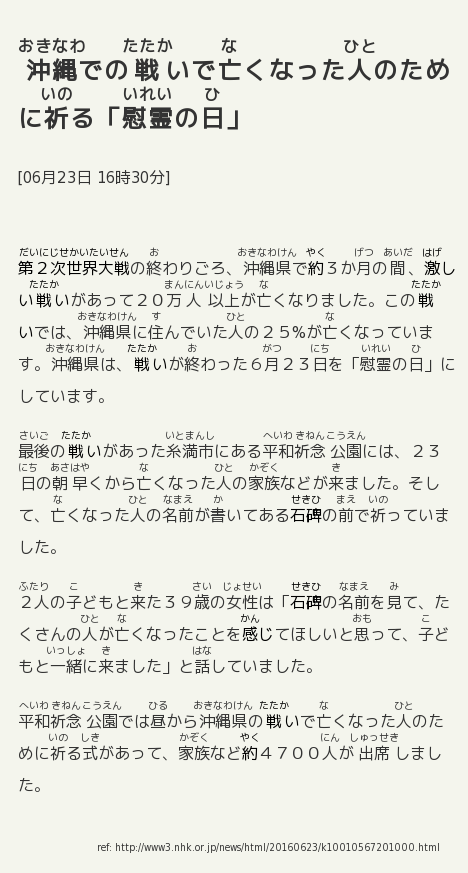 おきなわ たたか な ひと
沖縄での戦いで亡くなった人のため
いの いれい ひ
に祈る「慰霊の日」
[06月23日 16時30分]
だいにじせかいたいせん お おきなわけん やく げつ あいだ はげ
第２次世界大戦の終わりごろ、沖縄県で約３か月の間、激し
たたか まんにんいじょう な たたか
い戦いがあって２０万人以上が亡くなりました。この戦
おきなわけん す ひと な
いでは、沖縄県に住んでいた人の２５%が亡くなっていま
おきなわけん たたか お がつ にち いれい ひ
す。沖縄県は、戦いが終わった６月２３日を「慰霊の日」に
しています。
さいご たたか いとまんし へいわ きねん こうえん
最後の戦いがあった糸満市にある平和祈念公園には、２３
にち あさはや な ひと かぞく き
日の朝早くから亡くなった人の家族などが来ました。そし
な ひと なまえ か せきひ まえ いの
て、亡くなった人の名前が書いてある石碑の前で祈っていま
した。
ふたり こ き さい じょせい せきひ なまえ み
２人の子どもと来た３９歳の女性は「石碑の名前を見て、た
ひと な かん おも こ
くさんの人が亡くなったことを感じてほしいと思って、子ど
いっしょ き はな
もと一緒に来ました」と話していました。
へいわ きねん こうえん ひる おきなわけん たたか な ひと
平和祈念公園では昼から沖縄県の戦いで亡くなった人のた
いの しき かぞく やく にん しゅっせき
めに祈る式があって、家族など約４７００人が出席しまし
た。
ref: http://www3.nhk.or.jp/news/html/20160623/k10010567201000.html